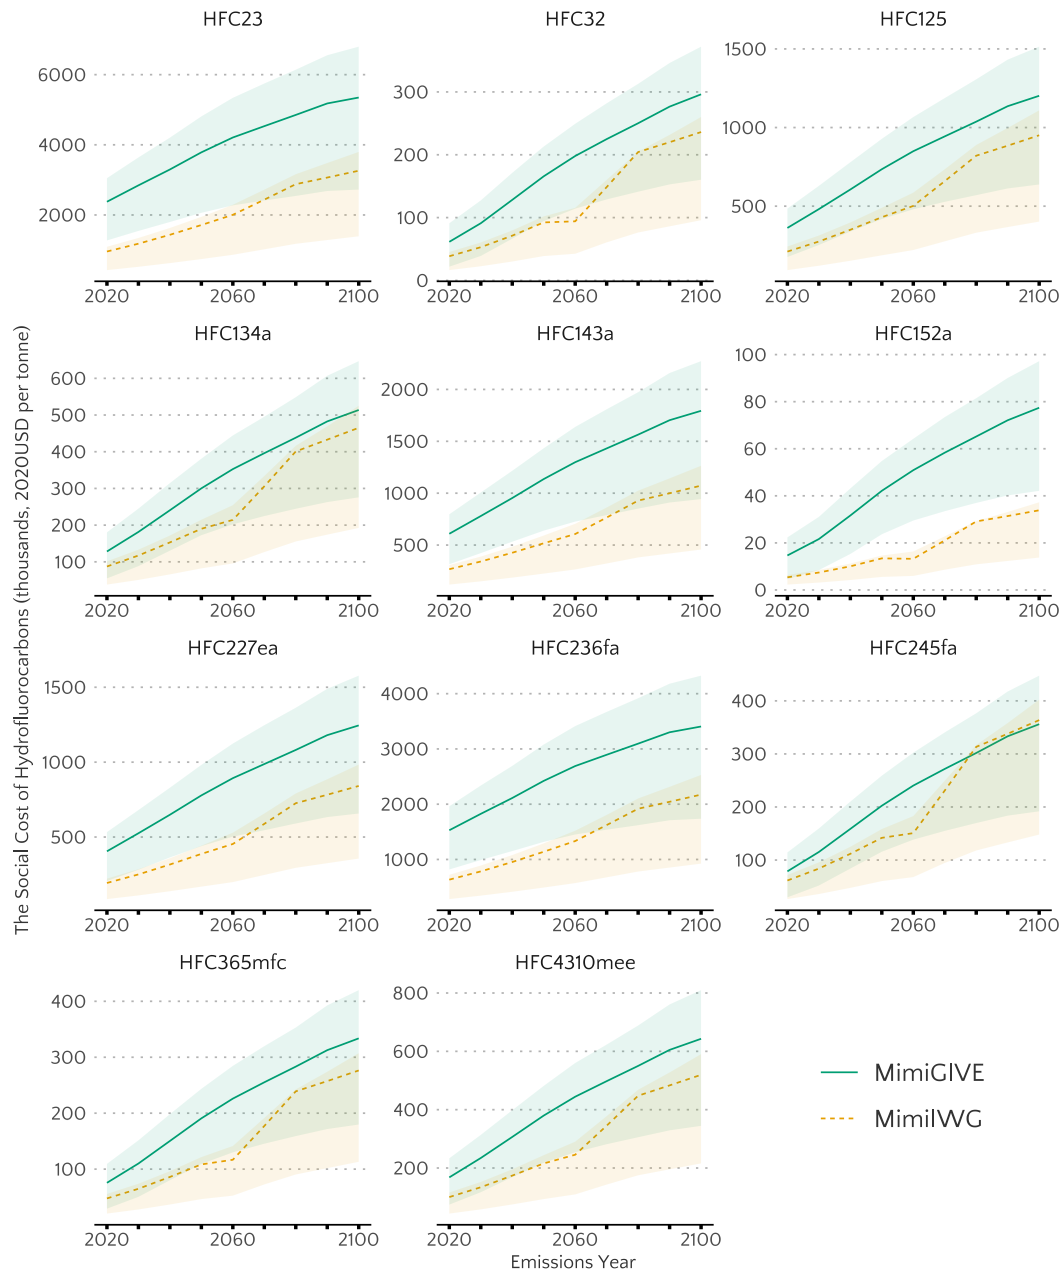 HFC23 HFC32 HFC125
6000
4000
2000
2020 2060 2100
300
200
100
0
2020 2060 2100
1500
1000
500
2020 2060 2100
The Social Cost of Hydrofluorocarbons (thousands, 2020USD per tonne)
HFC134a HFC143a HFC152a
600
500
400
300
200
100
2020 2060 2100
2000
1500
1000
500
2020 2060 2100
100
80
60
40
20
0
2020 2060 2100
HFC227ea HFC236fa HFC245fa
1500
1000
500
2020 2060 2100
4000
3000
2000
1000
2020 2060 2100
400
300
200
100
2020 2060 2100
HFC365mfc HFC4310mee
400
300
200
100
2020 2060 2100
800
600
400
200
2020 2060 2100
MimiGIVE
MimiIWG
Emissions Year